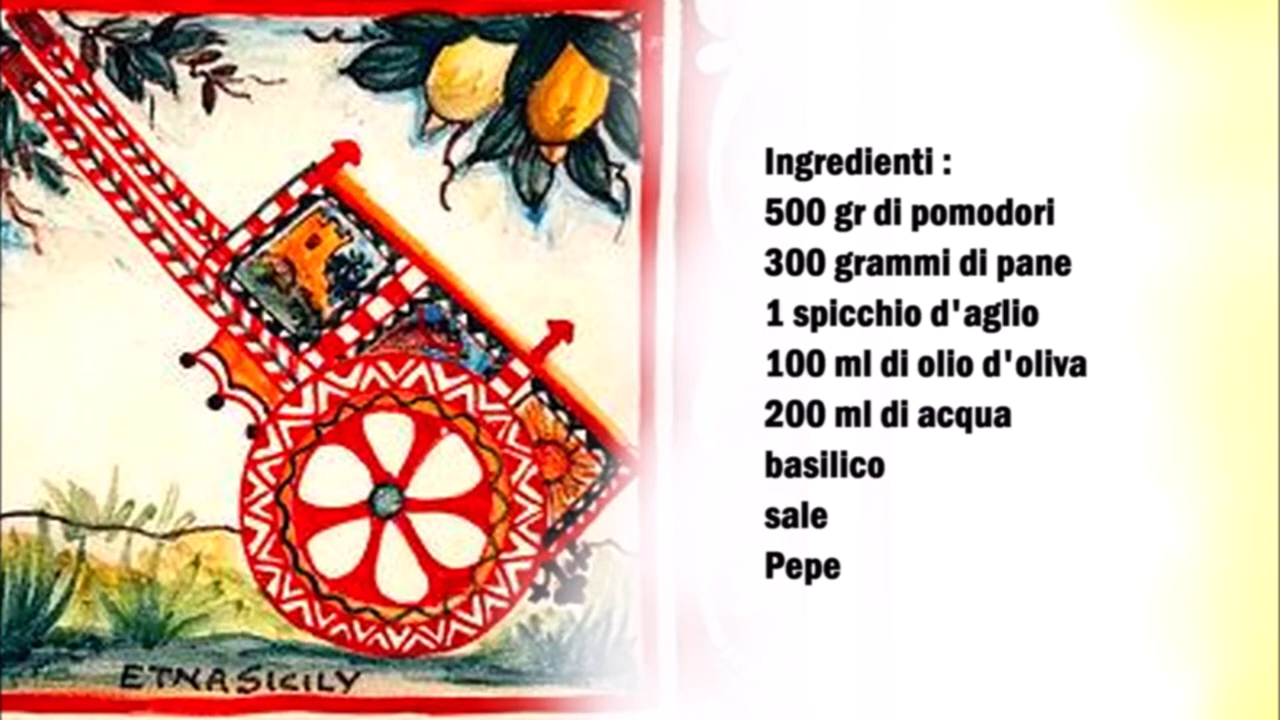 Ingredienti :
500 gr di pomodori
300 grammi di pane
1 spicchio d'aglio
100 ml di olio d'oliva
200 ml di acqua
basilico
sale
Pepe
ETNA SICILY